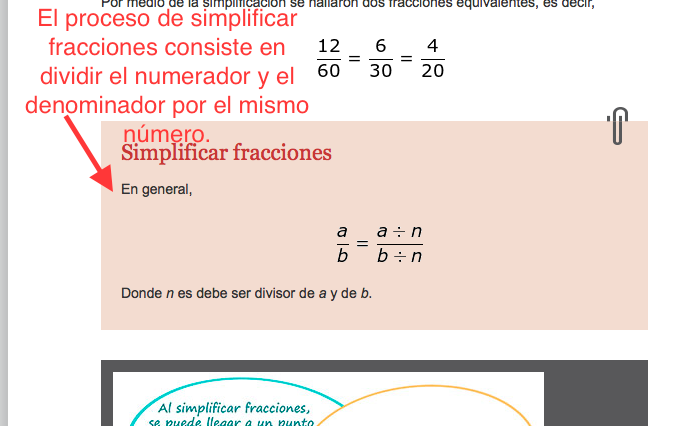 Por medio de la simplificación se hallaron dos fracciones equivalentes, es decir,
El proceso de simplificar
fracciones consiste en
dividir el numerador y el
denominador por el mismo
número.
12/60 = 6/30 = 4/20
Simplificar fracciones
En general,
a/b = a ÷ n/b ÷ n
Donde n es debe ser divisor de a y de b.
Al simplificar fracciones,
se puede llegar a un punto